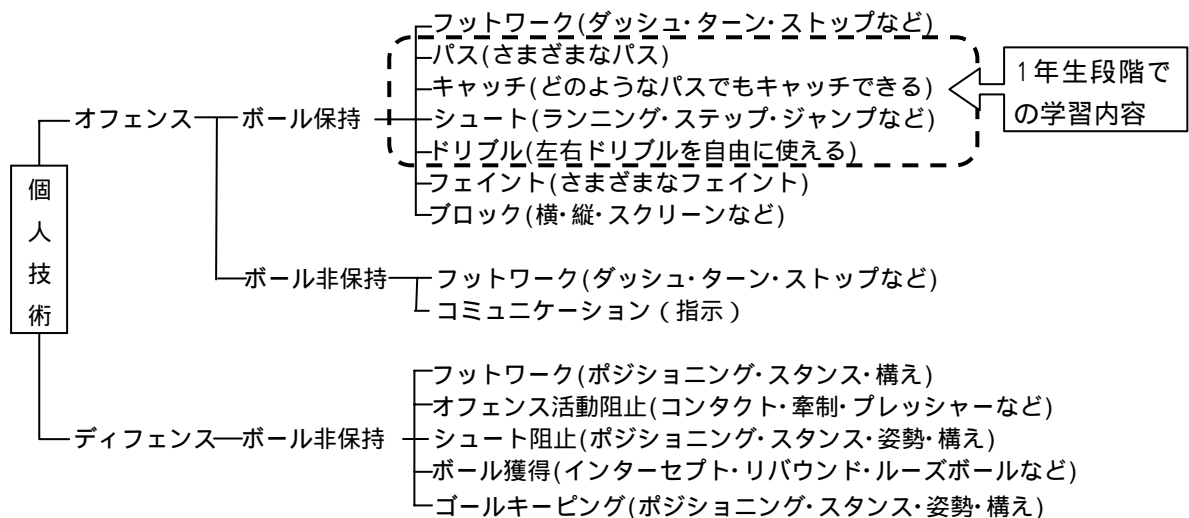 フットワーク(ダッシュ・ターン・ストップなど)
パス(さまざまなパス)
キャッチ(どのようなパスでもキャッチできる)
1年生段階で
の学習内容
オフェンス
ボール保持
シュート(ランニング・ステップ・ジャンプなど)
ドリブル(左右ドリブルを自由に使える)
フェイント(さまざまなフェイント)
ブロック(横・縦・スクリーンなど)
個人技術
ボール非保持
フットワーク(ダッシュ・ターン・ストップなど)
コミュニケーション(指示)
フットワーク(ポジショニング・スタンス・構え)
オフェンス活動阻止(コンタクト・牽制・プレッシャーなど)
ディフェンス
ボール非保持
シュート阻止(ポジショニング・スタンス・姿勢・構え)
ボール獲得(インターセプト・リバウンド・ルーズボールなど)
ゴールキーピング(ポジショニング・スタンス・姿勢・構え)